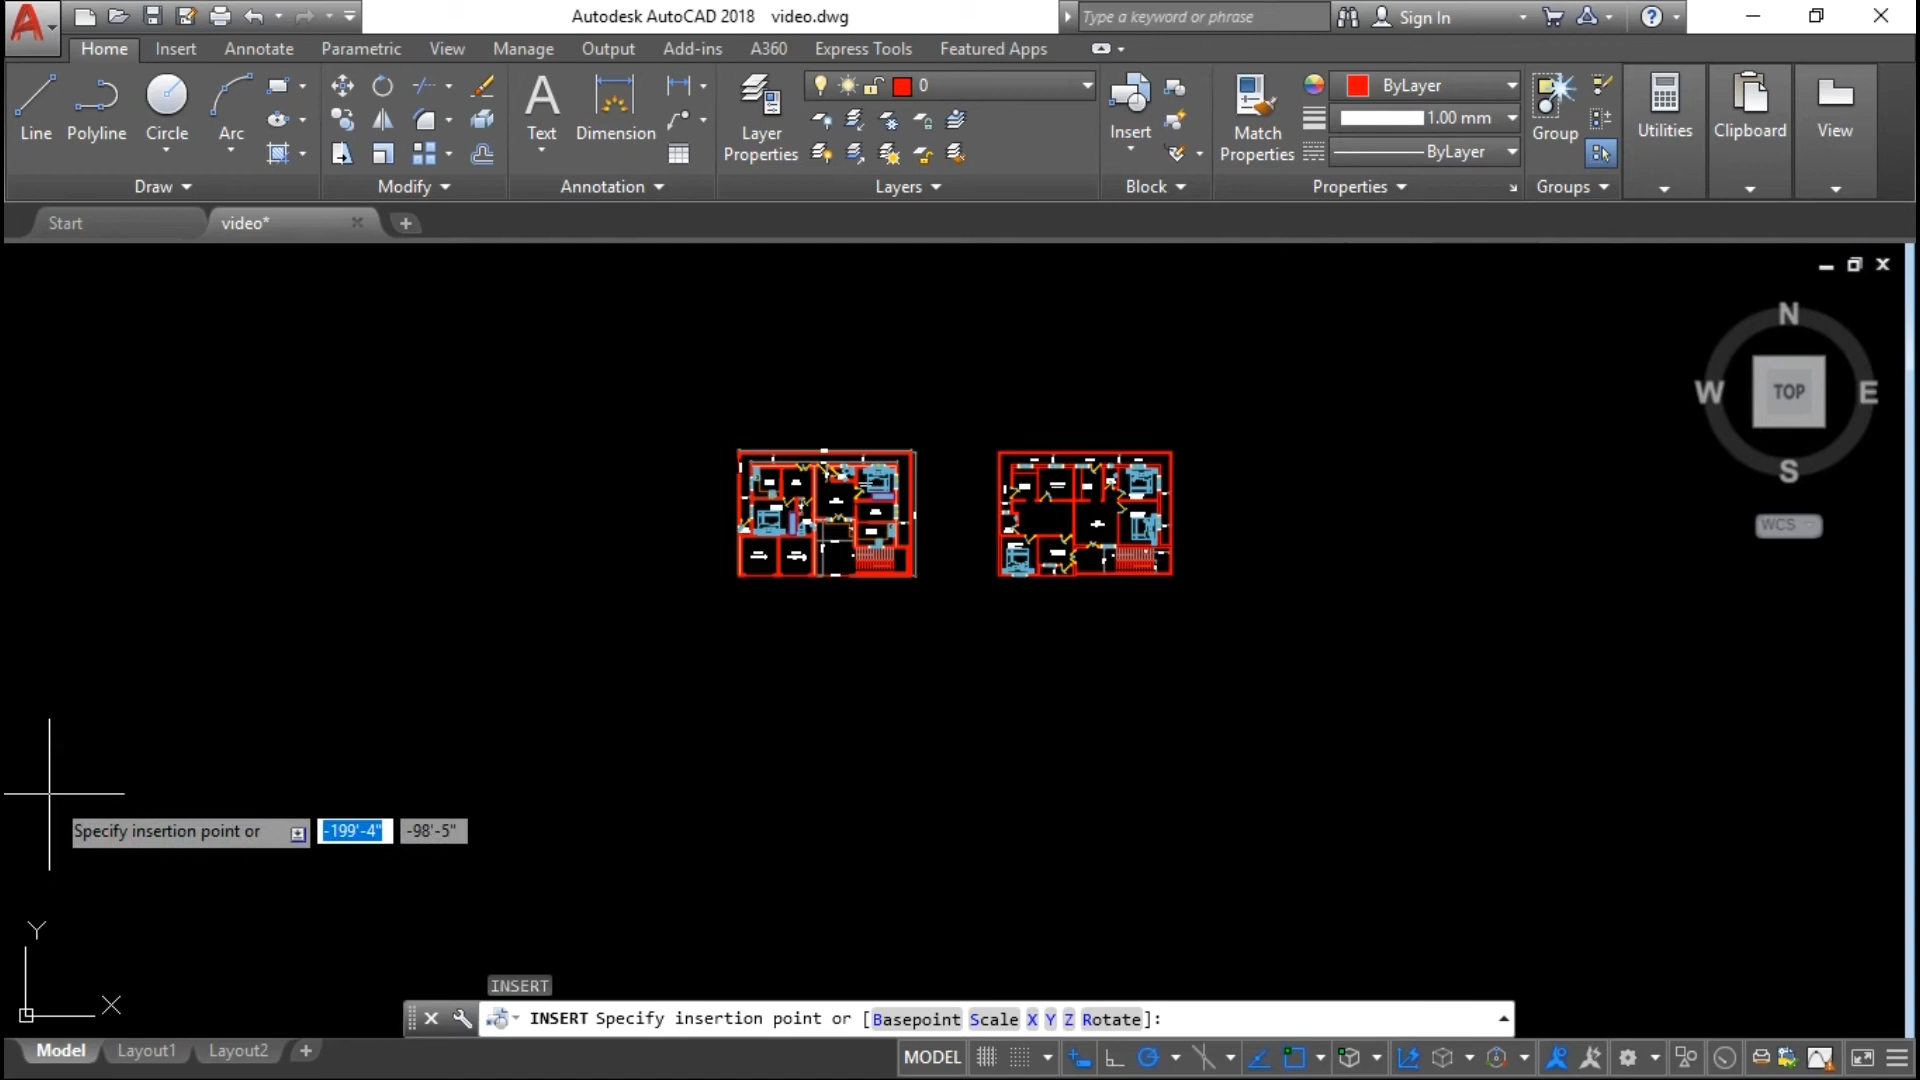 Autodesk AutoCAD 2018 video.dwg
Type a keyword or phrase
Sign In
Home Insert Annotate Parametric View Manage Output Add-ins A360 Express Tools Featured Apps
Line Polyline Circle Arc
Text Dimension
Layer
Properties
0
Insert
Match
Properties
ByLayer
1.00 mm
ByLayer
Group Utilities Clipboard View
Draw Modify Annotation Layers Block Properties Groups
Start video*
N
W TOP E
S
WCS
Specify insertion point or -199'-4" -98'-5"
Y
X
INSERT
INSERT Specify insertion point or [Basepoint Scale X Y Z Rotate]:
Model Layout1 Layout2 MODEL